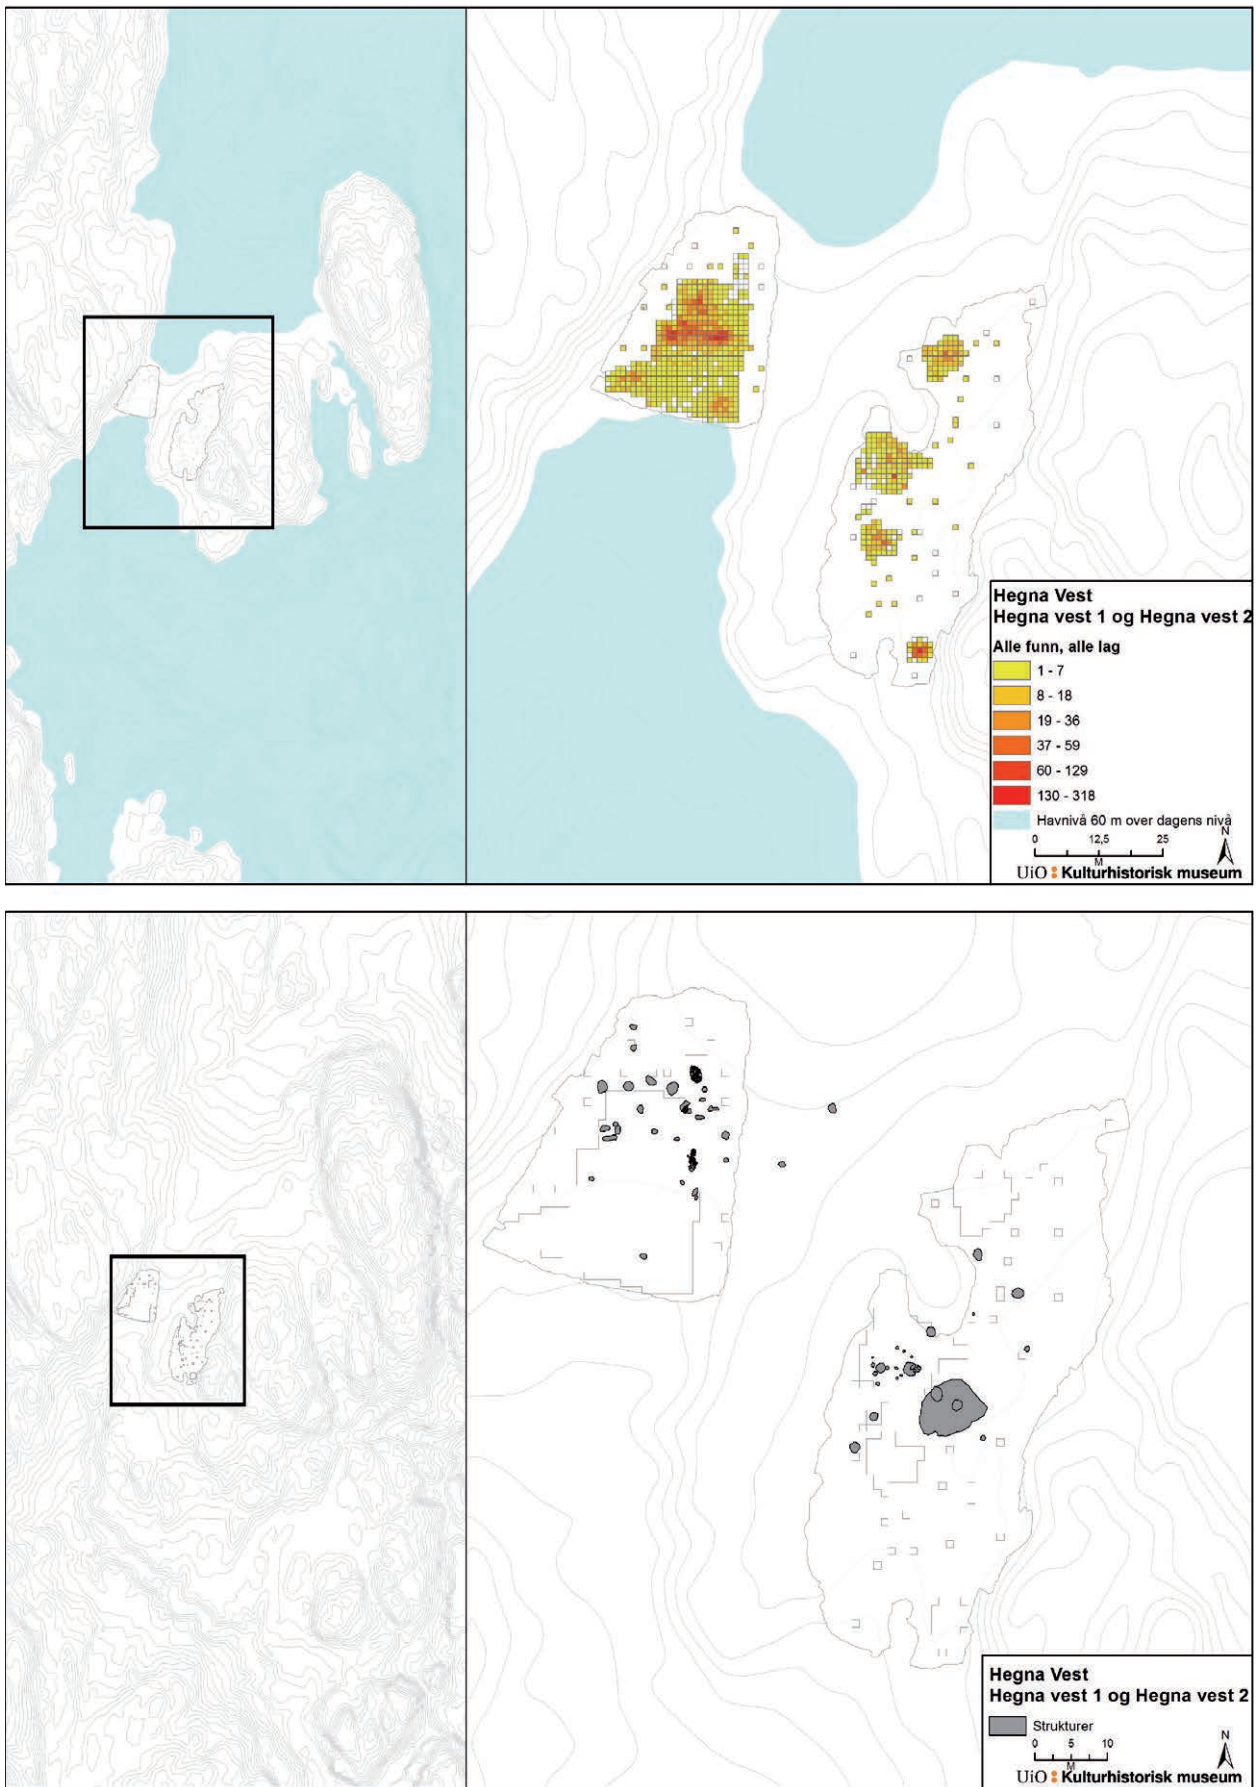 Hegna Vest
Hegna vest 1 og Hegna vest 2
Alle funn, alle lag
1 - 7
8 - 18
19 - 36
37 - 59
60 - 129
130 - 318
Havnivå 60 m over dagens nivå
0 12,5 25
M
N
UiO Kulturhistorisk museum
Hegna Vest
Hegna vest 1 og Hegna vest 2
Strukturer
0 5 10
M
N
UiO Kulturhistorisk museum